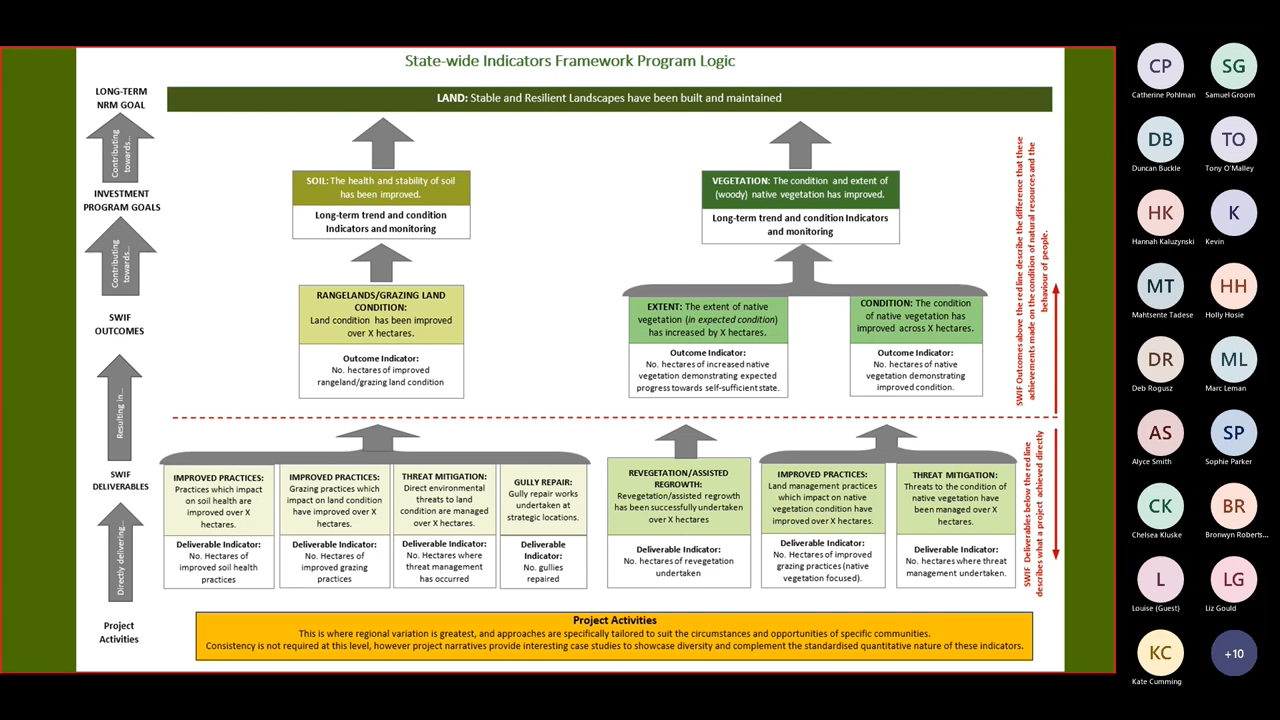 State-wide Indicators Framework Program Logic
LONG-TERM
NRM GOAL
LAND: Stable and Resilient Landscapes have been built and maintained
Contributing
towards...
INVESTMENT
PROGRAM GOALS
SOIL: The health and stability of soil
has been improved.
Long-term trend and condition
Indicators and monitoring
VEGETATION: The condition and extent of
(woody) native vegetation has improved.
Long-term trend and condition Indicators
and monitoring
Contributing
towards...
SWIF
OUTCOMES
RANGELANDS/GRAZING LAND
CONDITION:
Land condition has been improved
over X hectares.
Outcome Indicator:
No. hectares of improved
rangeland/grazing land condition
EXTENT: The extent of native
vegetation (in expected condition)
has increased by X hectares.
Outcome Indicator:
No. hectares of increased native
vegetation demonstrating expected
progress towards self-sufficient state.
CONDITION: The condition
of native vegetation has
improved across X hectares.
Outcome Indicator:
No. hectares of native
vegetation demonstrating
improved condition.
SWIF Outcomes above the red line describe the difference that these
achievements made on the condition of natural resources and the
behaviour of people.
Resulting in...
SWIF
DELIVERABLES
IMPROVED PRACTICES:
Practices which impact
on soil health are
improved over X
hectares.
Deliverable Indicator:
No. Hectares of
improved soil health
practices
IMPROVED PRACTICES:
Grazing practices which
impact on land condition
have improved over X
hectares.
Deliverable Indicator:
No. Hectares of
improved grazing
practices
THREAT MITIGATION:
Direct environmental
threats to land
condition are managed
over X hectares.
Deliverable Indicator:
No. Hectares where
threat management
has occurred
GULLY REPAIR:
Gully repair works
undertaken at
strategic locations.
Deliverable
Indicator:
No. gullies
repaired
REVEGETATION/ASSISTED
REGROWTH:
Revegetation/assisted regrowth
has been successfully undertaken
over X hectares
Deliverable Indicator:
No. hectares of revegetation
undertaken
IMPROVED PRACTICES:
Land management practices
which impact on native
vegetation condition have
improved over X hectares.
Deliverable Indicator:
No. Hectares of improved
grazing practices (native
vegetation focused).
THREAT MITIGATION:
Threats to the condition of
native vegetation have
been managed over X
hectares.
Deliverable Indicator:
No. hectares where threat
management undertaken.
SWIF Deliverables below the red line
describes what a project achieved directly
Directly delivering...
Project
Activities
Project Activities
This is where regional variation is greatest, and approaches are specifically tailored to suit the circumstances and opportunities of specific communities.
Consistency is not required at this level, however project narratives provide interesting case studies to showcase diversity and complement the standardised quantitative nature of these indicators.
CP
SG
Catherine Pohlman
Samuel Groom
DB
TO
Duncan Buckle
Tony O'Malley
HK
K
Hannah Kaluzynski
Kevin
MT
HH
Mahtsente Tadese
Holly Hosie
DR
ML
Deb Rogusz
Marc Leman
AS
SP
Alyce Smith
Sophie Parker
CK
BR
Chelsea Kluske
Bronwyn Roberts...
L
LG
Louise (Guest)
Liz Gould
KC
+10
Kate Cumming